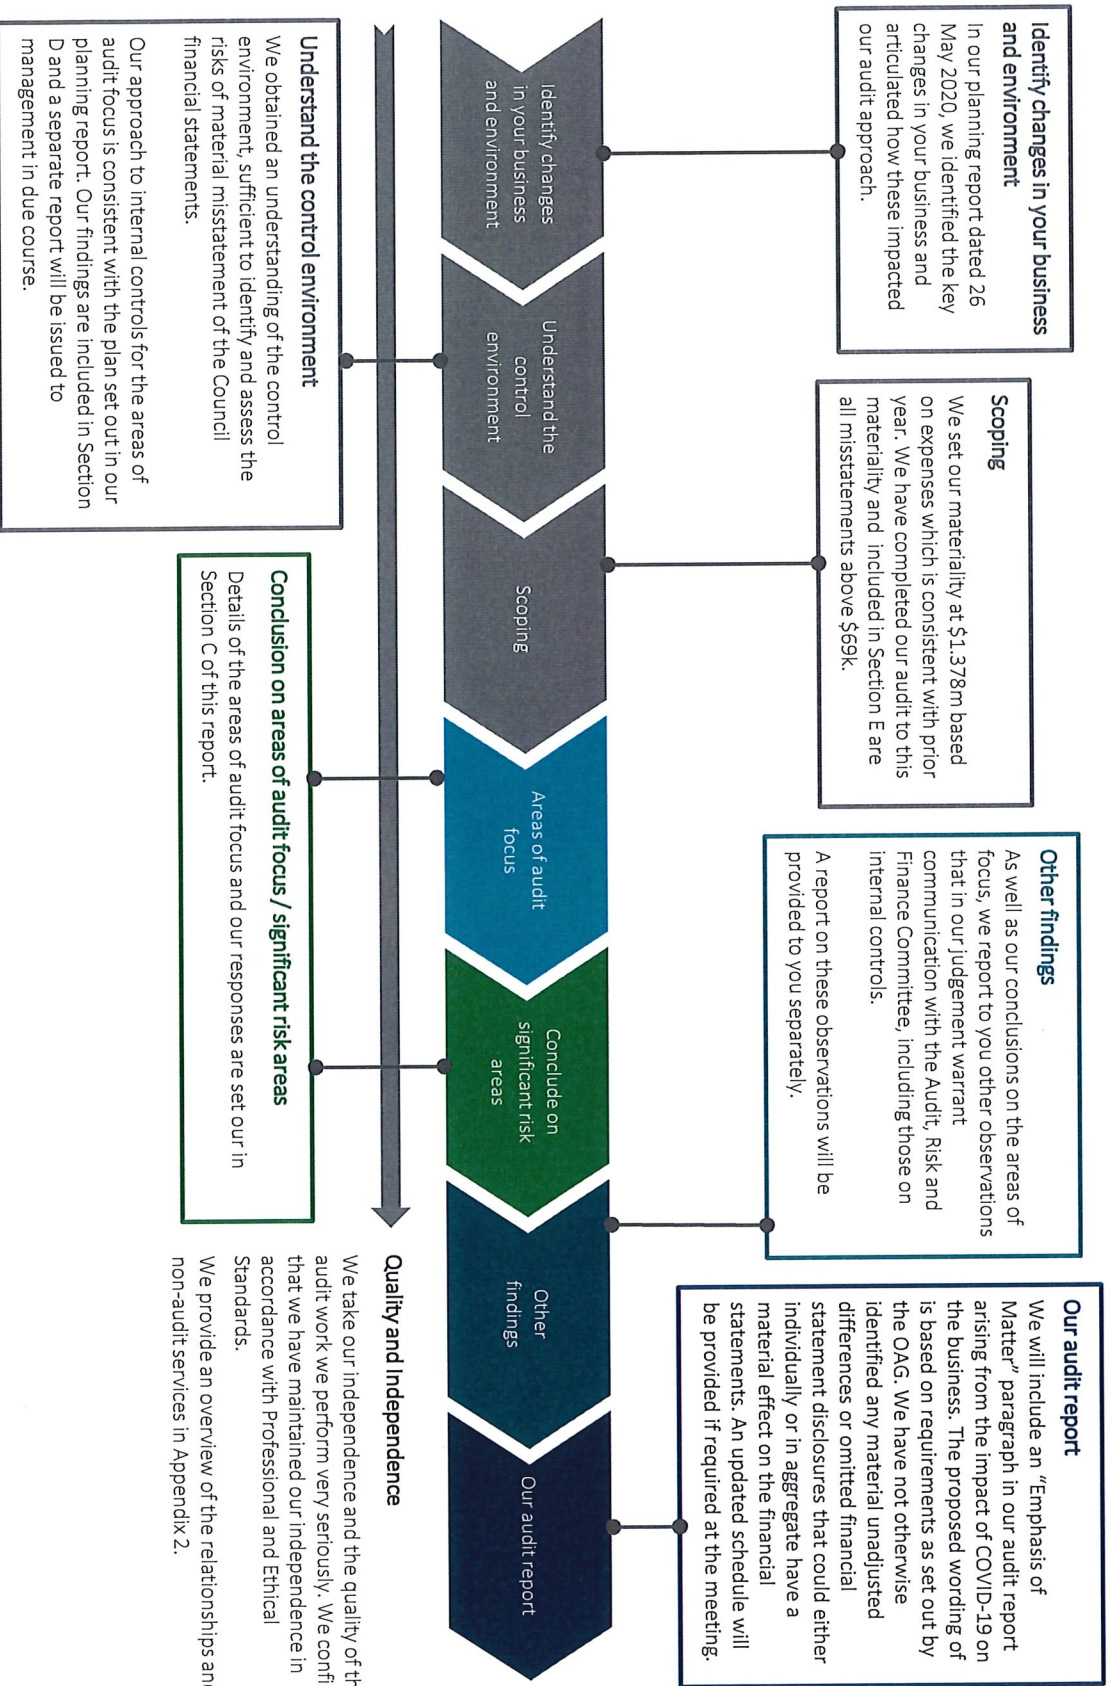 Identify changes in your business
and environment
In our planning report dated 26
May 2020, we identified the key
changes in your business and
articulated how these impacted
our audit approach.
Scoping
We set our materiality at $1.378m based
on expenses which is consistent with prior
year. We have completed our audit to this
materiality and included in Section E are
all misstatements above $69k.
Other findings
As well as our conclusions on the areas of
focus, we report to you other observations
that in our judgement warrant
communication with the Audit, Risk and
Finance Committee, including those on
internal controls.
A report on these observations will be
provided to you separately.
Our audit report
We will include an "Emphasis of
Matter" paragraph in our audit report
arising from the impact of COVID-19 on
the business. The proposed wording of
is based on requirements as set out by
the OAG. We have not otherwise
identified any material unadjusted
differences or omitted financial
statement disclosures that could either
individually or in aggregate have a
material effect on the financial
statements. An updated schedule will
be provided if required at the meeting.
Identify changes
in your business
and environment
Understand the
control
environment
Scoping
Areas of audit
focus
Conclude on
significant risk
areas
Other
findings
Our audit report
Understand the control environment
We obtained an understanding of the control
environment, sufficient to identify and assess the
risks of material misstatement of the Council
financial statements.
Our approach to internal controls for the areas of
audit focus is consistent with the plan set out in our
planning report. Our findings are included in Section
D and a separate report will be issued to
management in due course.
Conclusion on areas of audit focus / significant risk areas
Details of the areas of audit focus and our responses are set our in
Section C of this report.
Quality and Independence
We take our independence and the quality of
audit work we perform very seriously. We
that we have maintained our independence in
accordance with Professional and Ethical
Standards.
We provide an overview of the relationships
non-audit services in Appendix 2.